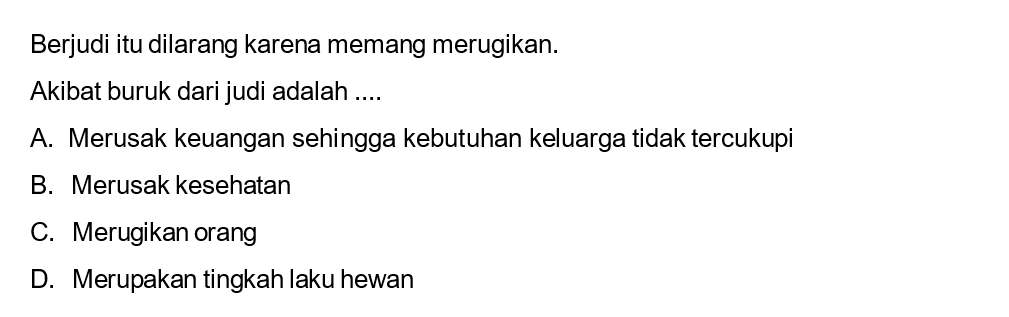 Berjudi itu dilarang karena memang merugikan.
Akibat buruk dari judi adalah ....
A. Merusak keuangan sehingga kebutuhan keluarga tidak tercukupi
B. Merusak kesehatan
C. Merugikan orang
D. Merupakan tingkah laku hewan